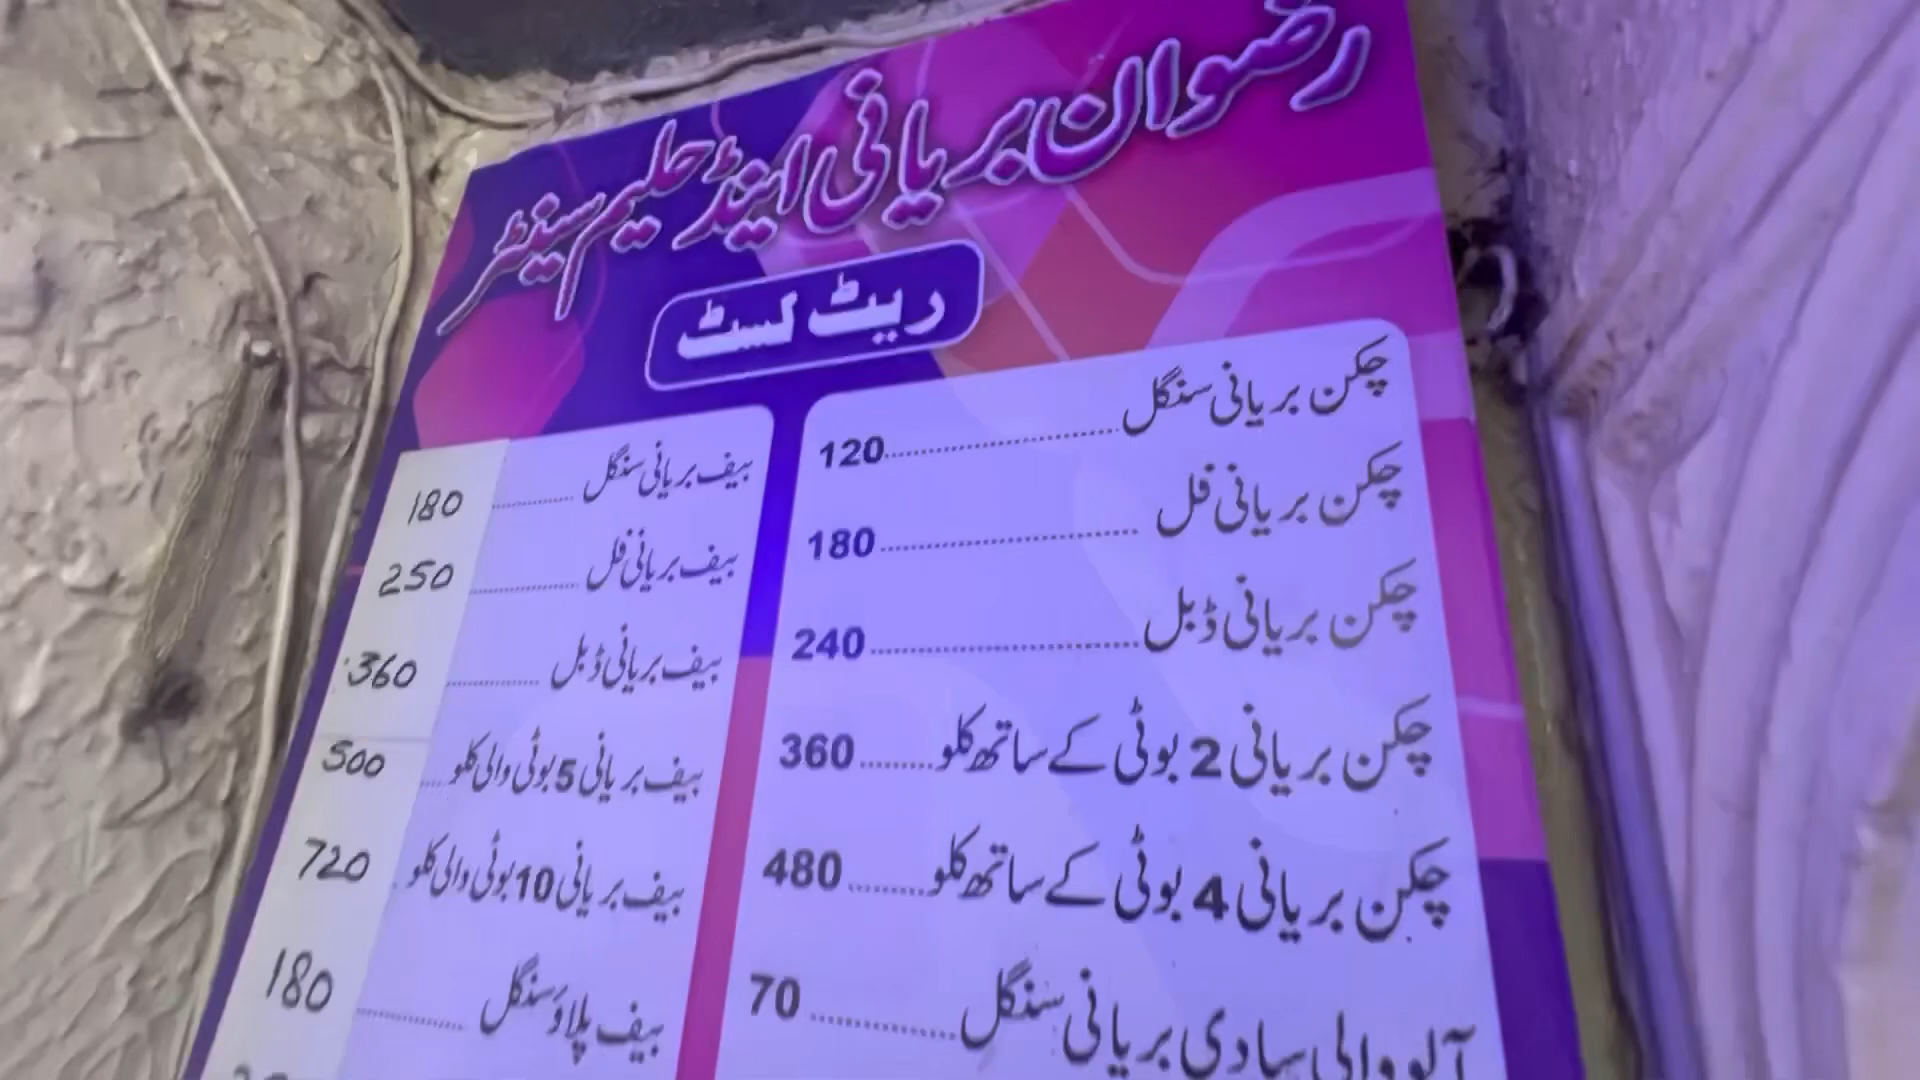 رضوان بریانی اینڈ حلیم سینٹر
ریٹ لسٹ
چکن بریانی سنگل ........ 120
چکن بریانی فل ........ 180
چکن بریانی ڈبل ........ 240
چکن بریانی 2 بوٹی کے ساتھ کلو ........ 360
چکن بریانی 4 بوٹی کے ساتھ کلو ........ 480
آلو والی سادی بریانی سنگل ........ 70
بیف بریانی سنگل ........ 180
بیف بریانی فل ........ 250
بیف بریانی ڈبل ........ 360
بیف بریانی 5 بوٹی والی کلو .... 500
بیف بریانی 10 بوٹی والی کلو . 720
بیف پلاؤ سنگل ........ 180